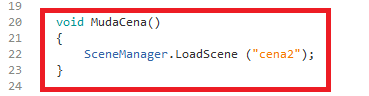 19
20 void MudaCena()
21 {
22 SceneManager.LoadScene ("cena2");
23 }
24